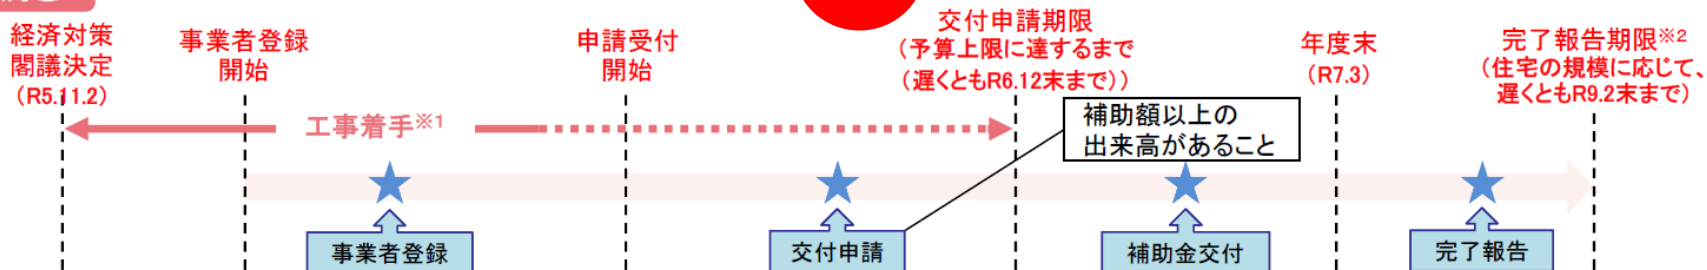 経済対策
閣議決定
（R5.11.2）
事業者登録
開始
申請受付
開始
交付申請期限
（予算上限に達するまで
（遅くともR6.12末まで））
年度末
（R7.3）
完了報告期限※2
（住宅の規模に応じて、
遅くともR9.2末まで）
工事着手※1
補助額以上の
出来高があること
事業者登録
交付申請
補助金交付
完了報告